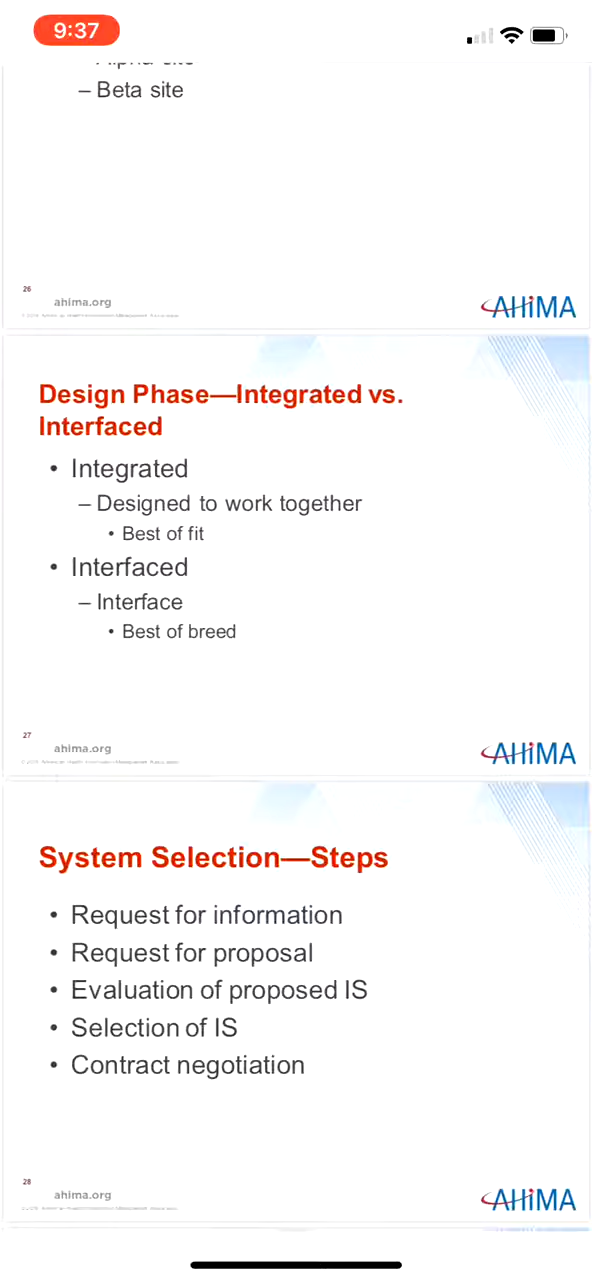 9:37
– Beta site
26
ahima.org
AHIMA
Design Phase—Integrated vs.
Interfaced
• Integrated
– Designed to work together
• Best of fit
• Interfaced
– Interface
• Best of breed
27
ahima.org
AHIMA
System Selection—Steps
• Request for information
• Request for proposal
• Evaluation of proposed IS
• Selection of IS
• Contract negotiation
28
ahima.org
AHIMA